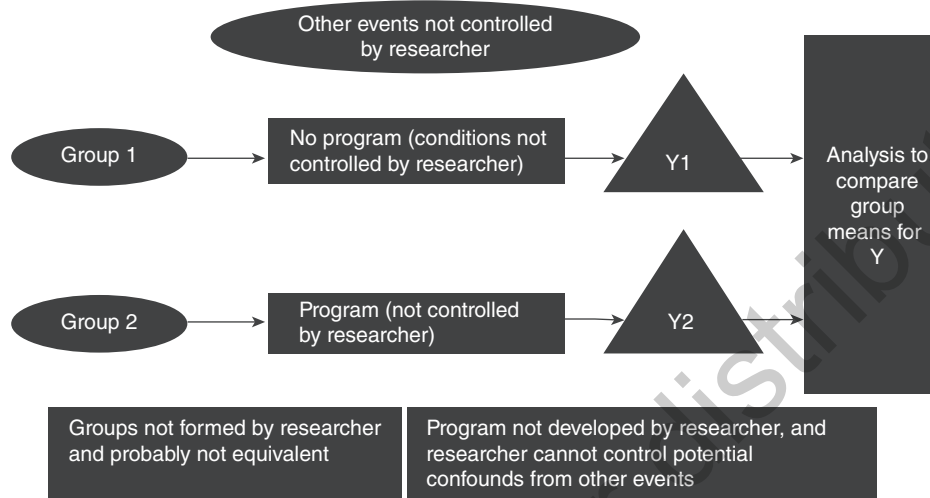 Other events not controlled
by researcher
Group 1
No program (conditions not
controlled by researcher)
Y1
Analysis to
compare
group
means for
Y
Group 2
Program (not controlled
by researcher)
Y2
Groups not formed by researcher
and probably not equivalent
Program not developed by researcher, and
researcher cannot control potential
confounds from other events